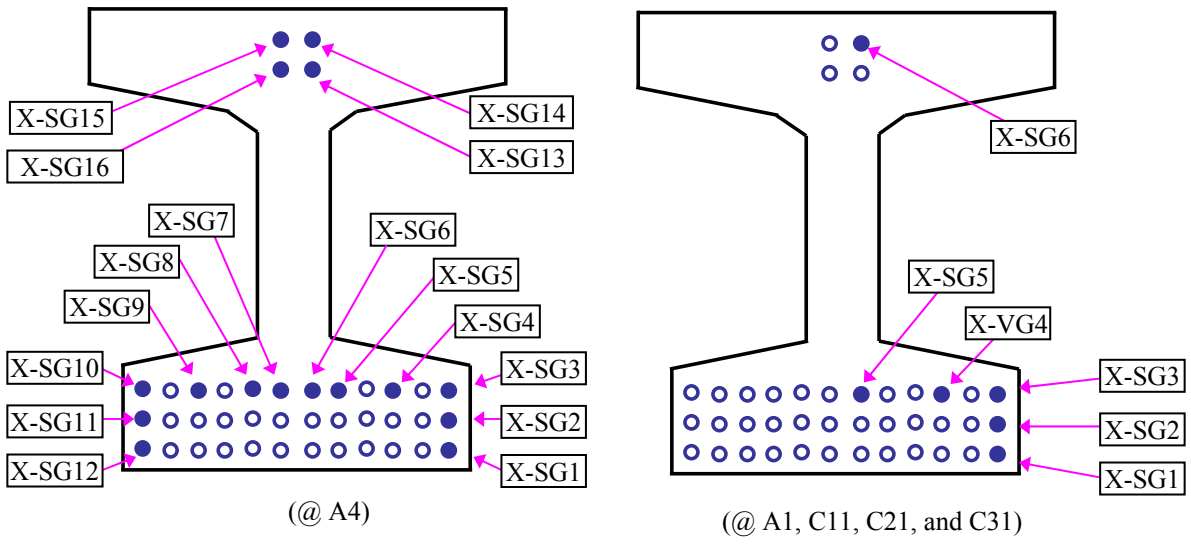 X-SG15
X-SG14
X-SG16
X-SG13
X-SG7
X-SG6
X-SG8
X-SG5
X-SG9
X-SG4
X-SG10
X-SG3
X-SG11
X-SG2
X-SG12
X-SG1
(@ A4)
X-SG6
X-SG5
X-VG4
X-SG3
X-SG2
X-SG1
(@ A1, C11, C21, and C31)